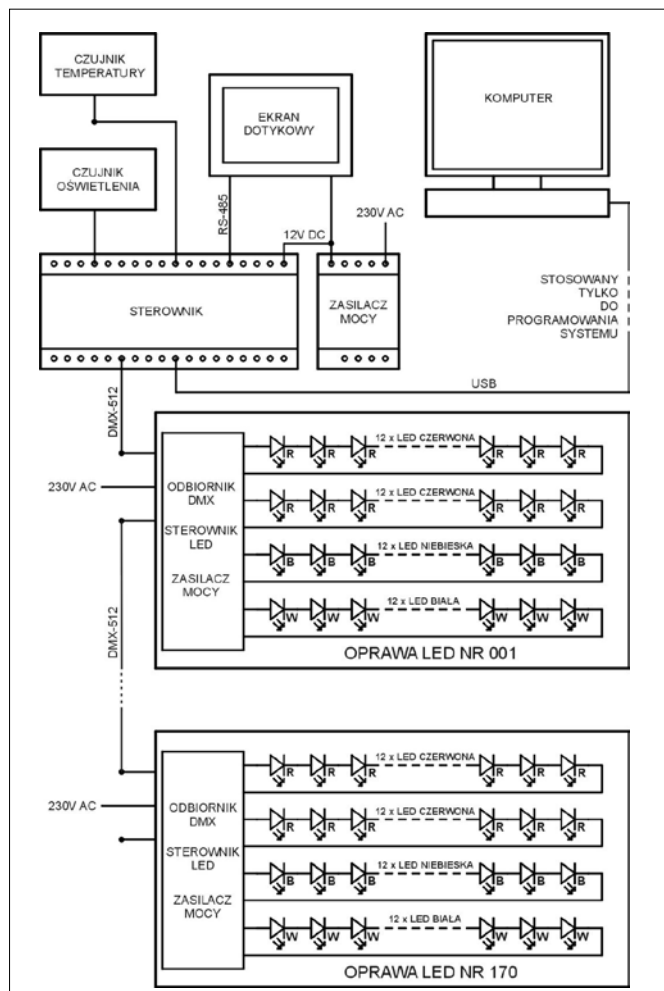 CZUJNIK
TEMPERATURY
CZUJNIK
OŚWIETLENIA
EKRAN
DOTYKOWY
KOMPUTER
RS-485
12V DC
230V AC
STEROWNIK
ZASILACZ
MOCY
STOSOWANY
TYLKO
DO
PROGRAMOWANIA
SYSTEMU
USB
DMX-512
230V AC
DMX-512
ODBIORNIK
DMX
STEROWNIK
LED
ZASILACZ
MOCY
R R R 12 x LED CZERWONA R R R
R R R 12 x LED CZERWONA R R R
B B B 12 x LED NIEBIESKA B B B
W W W 12 x LED BIALA W W W
OPRAWA LED NR 001
230V AC
ODBIORNIK
DMX
STEROWNIK
LED
ZASILACZ
MOCY
R R R 12 x LED CZERWONA R R R
R R R 12 x LED CZERWONA R R R
B B B 12 x LED NIEBIESKA B B B
W W W 12 x LED BIALA W W W
OPRAWA LED NR 170